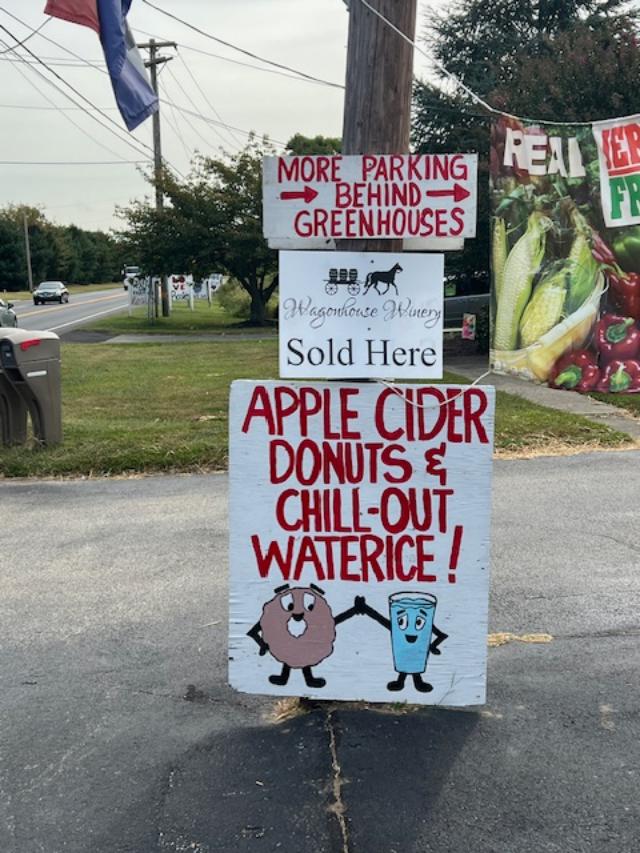 MORE PARKING
BEHIND
GREENHOUSES
Wagonhouse Winery
Sold Here
REAL
APPLE CIDER
DONUTS &
CHILL-OUT
WATERICE!